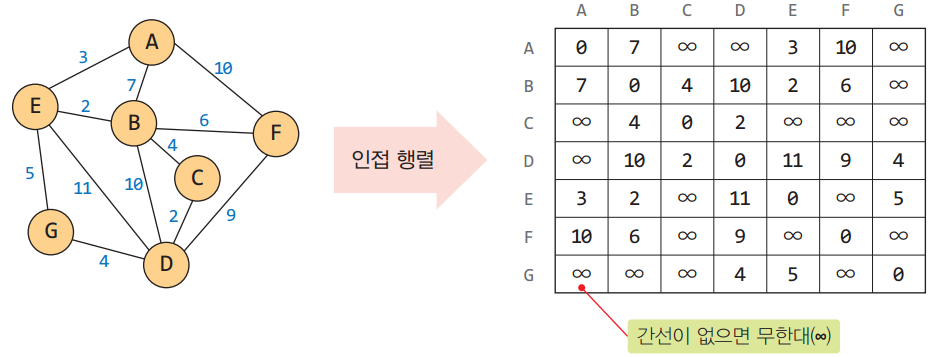 A
3
10
7
E
2
B
6
F
4
C
5
11
10
2
9
G
4
D
인접 행렬
A B C D E F G
A 0 7 ∞ ∞ 3 10 ∞
B 7 0 4 10 2 6 ∞
C ∞ 4 0 2 ∞ ∞ ∞
D ∞ 10 2 0 11 9 4
E 3 2 ∞ 11 0 ∞ 5
F 10 6 ∞ 9 ∞ 0 ∞
G ∞ ∞ ∞ 4 5 ∞ 0
간선이 없으면 무한대(∞)